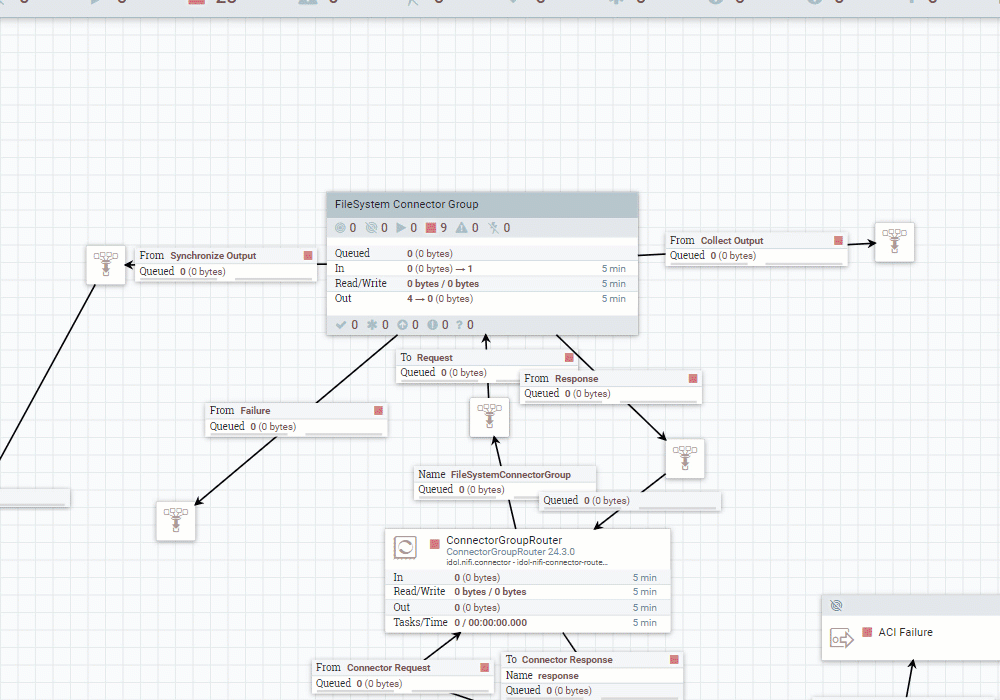 FileSystem Connector Group
0 0 0 9 0 0
Queued 0 (0 bytes)
In 0 (0 bytes) → 1 5 min
Read/Write 0 bytes / 0 bytes 5 min
Out 4 → 0 (0 bytes) 5 min
0 0 0 0 ? 0
From Synchronize Output
Queued 0 (0 bytes)
From Collect Output
Queued 0 (0 bytes)
To Request
Queued 0 (0 bytes)
From Response
Queued 0 (0 bytes)
From Failure
Queued 0 (0 bytes)
Name FileSystemConnectorGroup
Queued 0 (0 bytes)
Queued 0 (0 bytes)
ConnectorGroupRouter
ConnectorGroupRouter 24.3.0
idol.nifi.connector - idol-nifi-connector-route...
In 0 (0 bytes) 5 min
Read/Write 0 bytes / 0 bytes 5 min
Out 0 (0 bytes) 5 min
Tasks/Time 0 / 00:00:00.000 5 min
ACI Failure
From Connector Request
Queued 0 (0 bytes)
To Connector Response
Name response
Queued 0 (0 bytes)